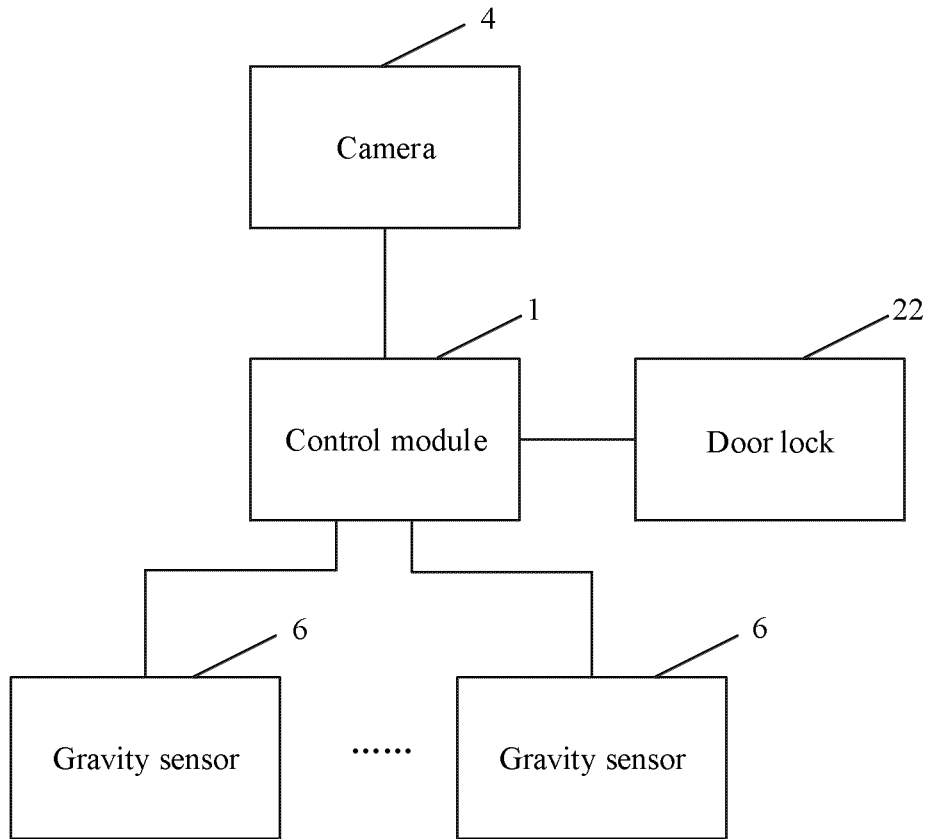 4
Camera
1
22
Control module
Door lock
6
6
Gravity sensor
......
Gravity sensor